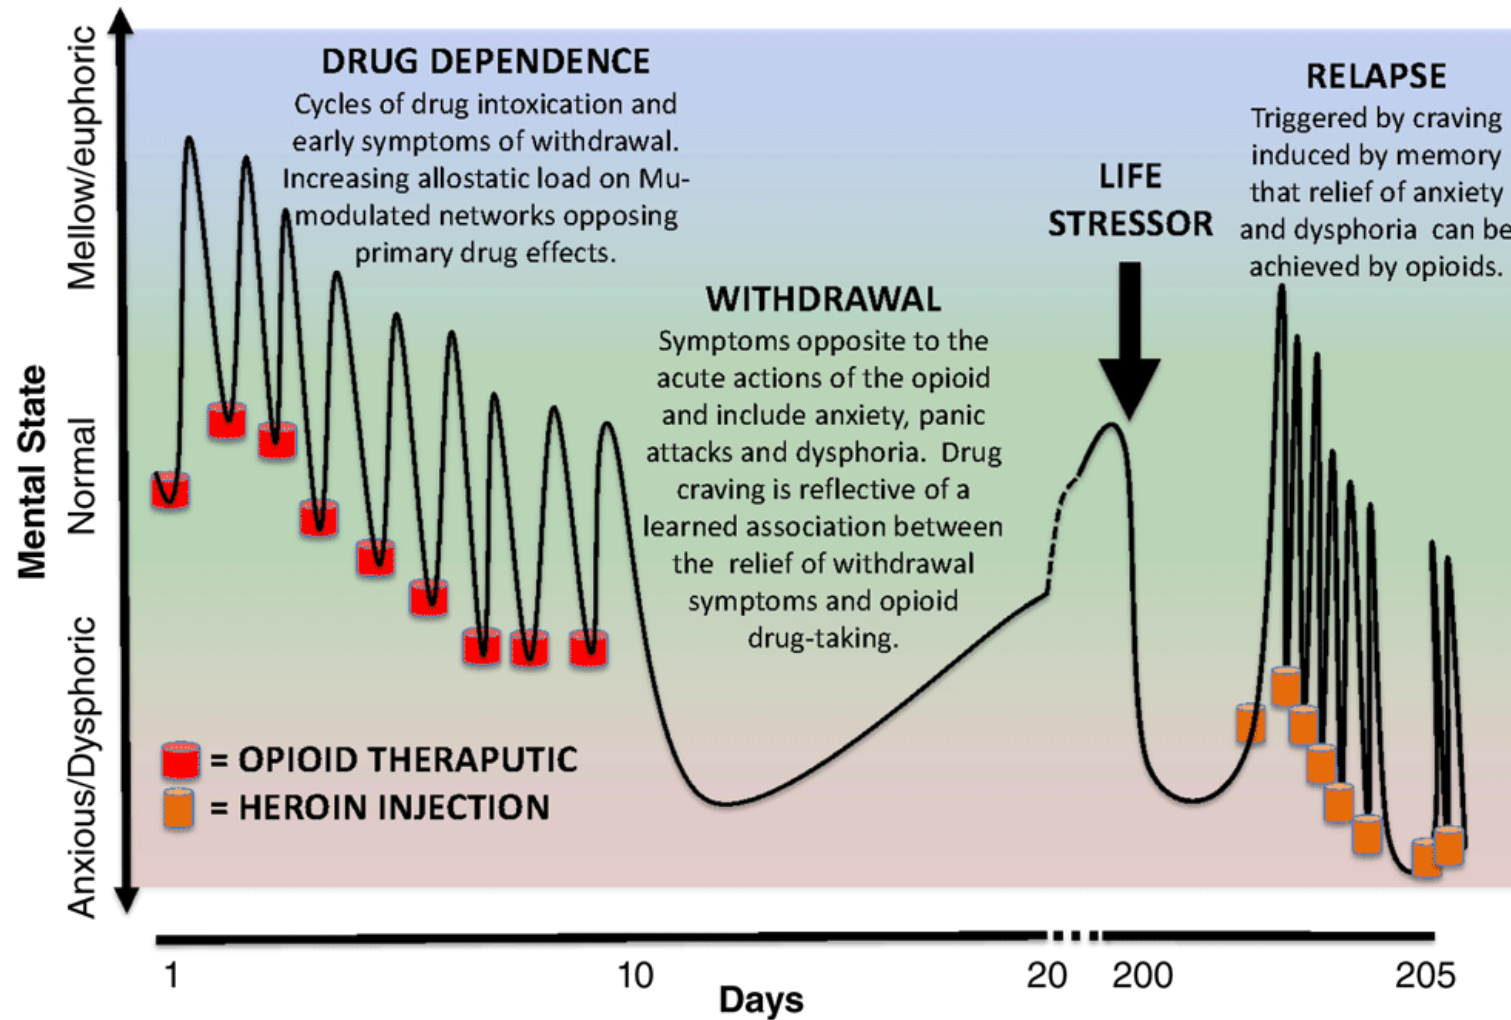 DRUG DEPENDENCE
Cycles of drug intoxication and
early symptoms of withdrawal.
Increasing allostatic load on Mu-
modulated networks opposing
primary drug effects.
WITHDRAWAL
Symptoms opposite to the
acute actions of the opioid
and include anxiety, panic
attacks and dysphoria. Drug
craving is reflective of a
learned association between
the relief of withdrawal
symptoms and opioid
drug-taking.
LIFE
STRESSOR
RELAPSE
Triggered by craving
induced by memory
that relief of anxiety
and dysphoria can be
achieved by opioids.
Mental State
Mellow/euphoric
Normal
Anxious/Dysphoric
= OPIOID THERAPUTIC
= HEROIN INJECTION
1 10 20 200 205
Days